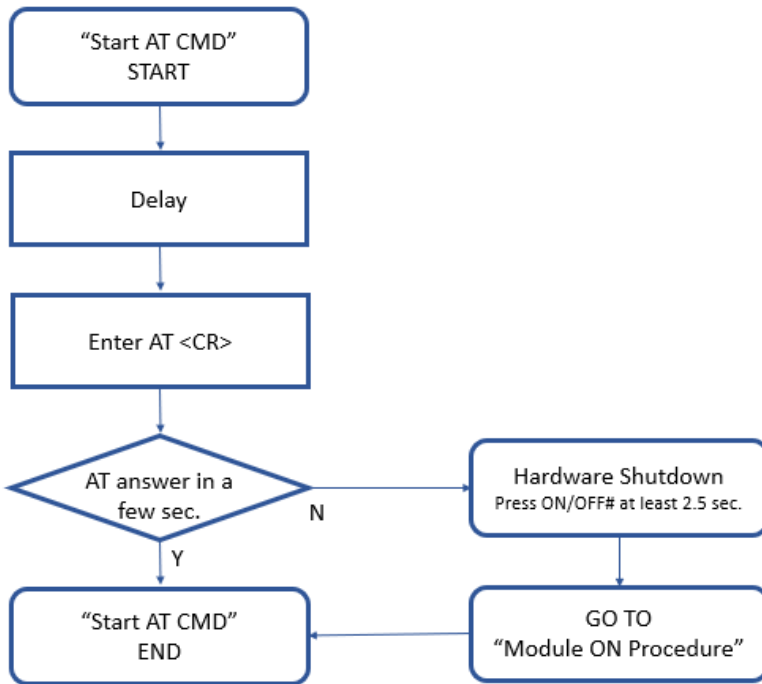 “Start AT CMD”
START
Delay
Enter AT <CR>
AT answer in a
few sec.
N
Hardware Shutdown
Press ON/OFF# at least 2.5 sec.
Y
“Start AT CMD”
END
GO TO
“Module ON Procedure”